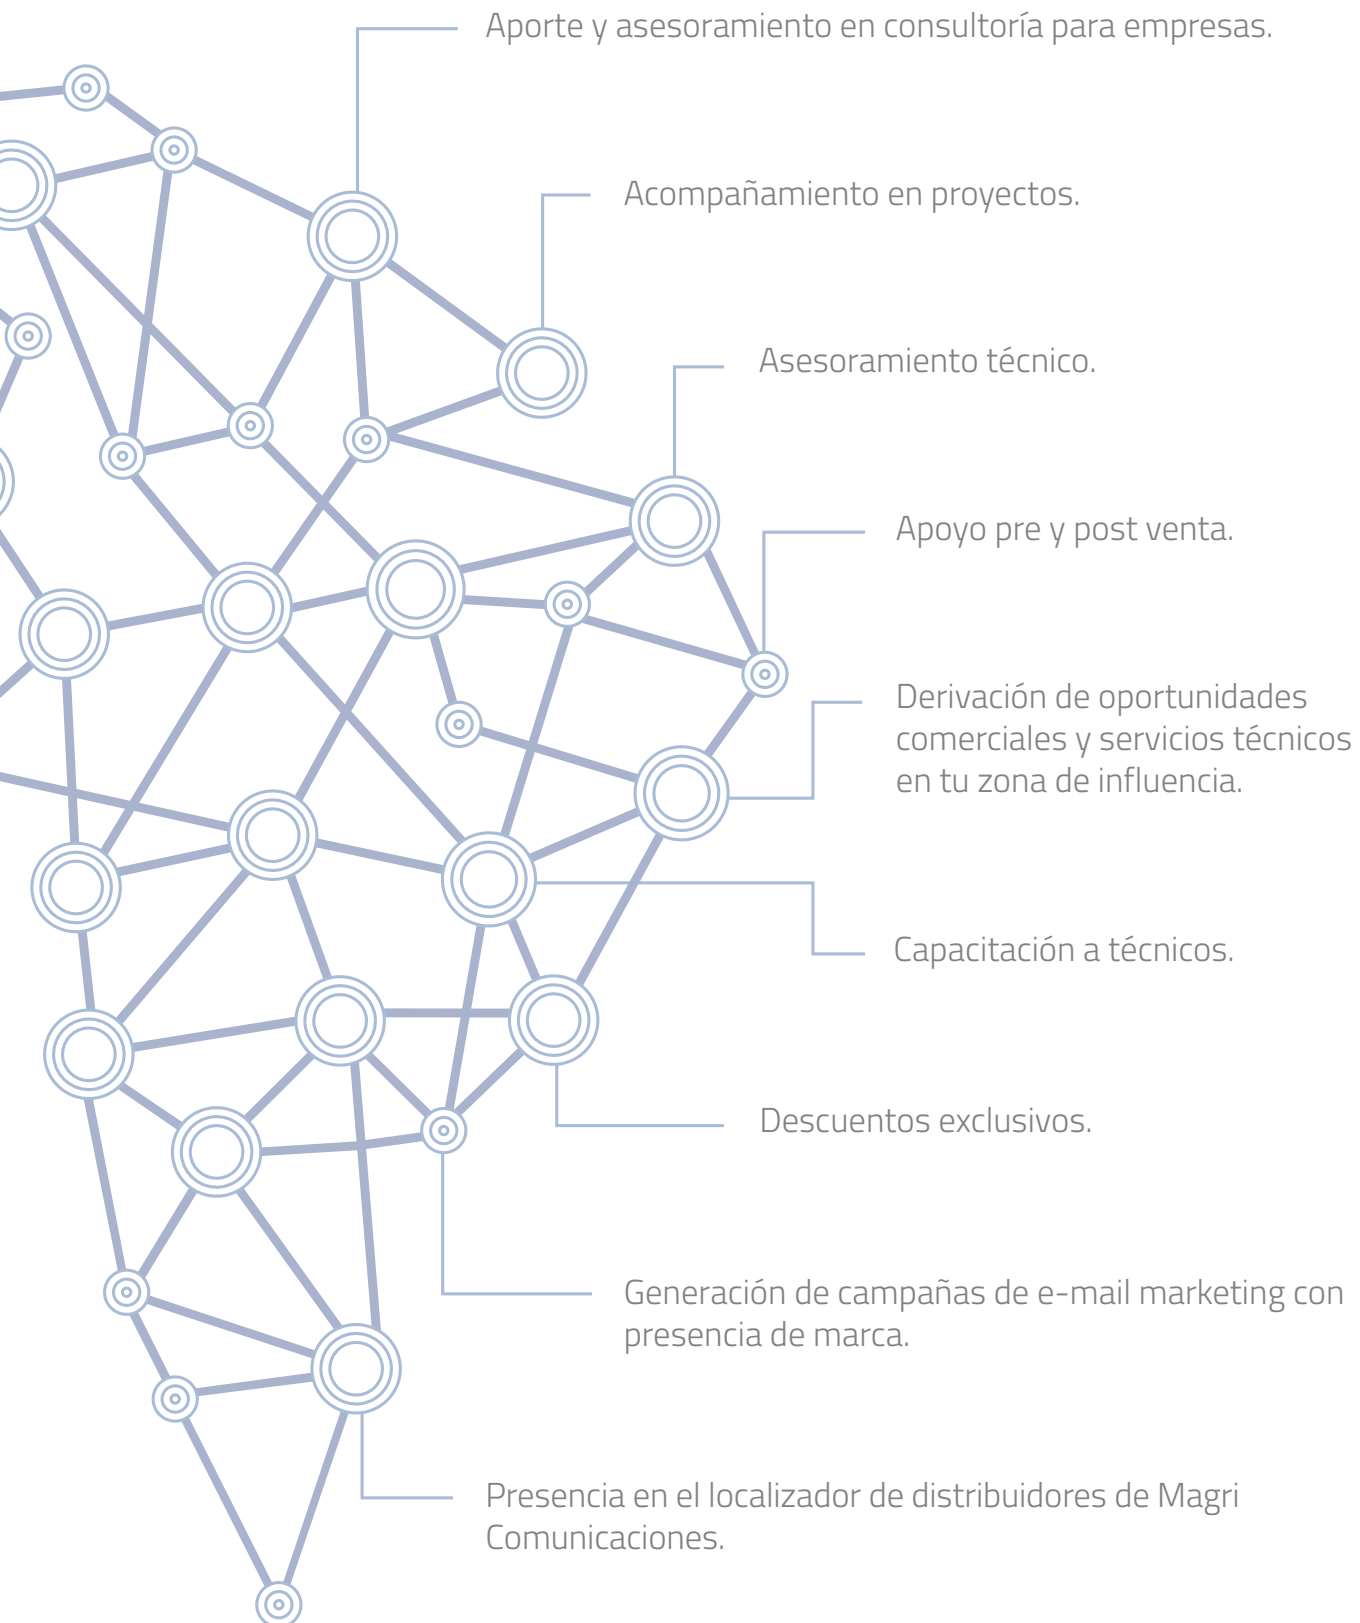 Aporte y asesoramiento en consultoría para empresas.
Acompañamiento en proyectos.
Asesoramiento técnico.
Apoyo pre y post venta.
Derivación de oportunidades
comerciales y servicios técnicos
en tu zona de influencia.
Capacitación a técnicos.
Descuentos exclusivos.
Generación de campañas de e-mail marketing con
presencia de marca.
Presencia en el localizador de distribuidores de Magri
Comunicaciones.